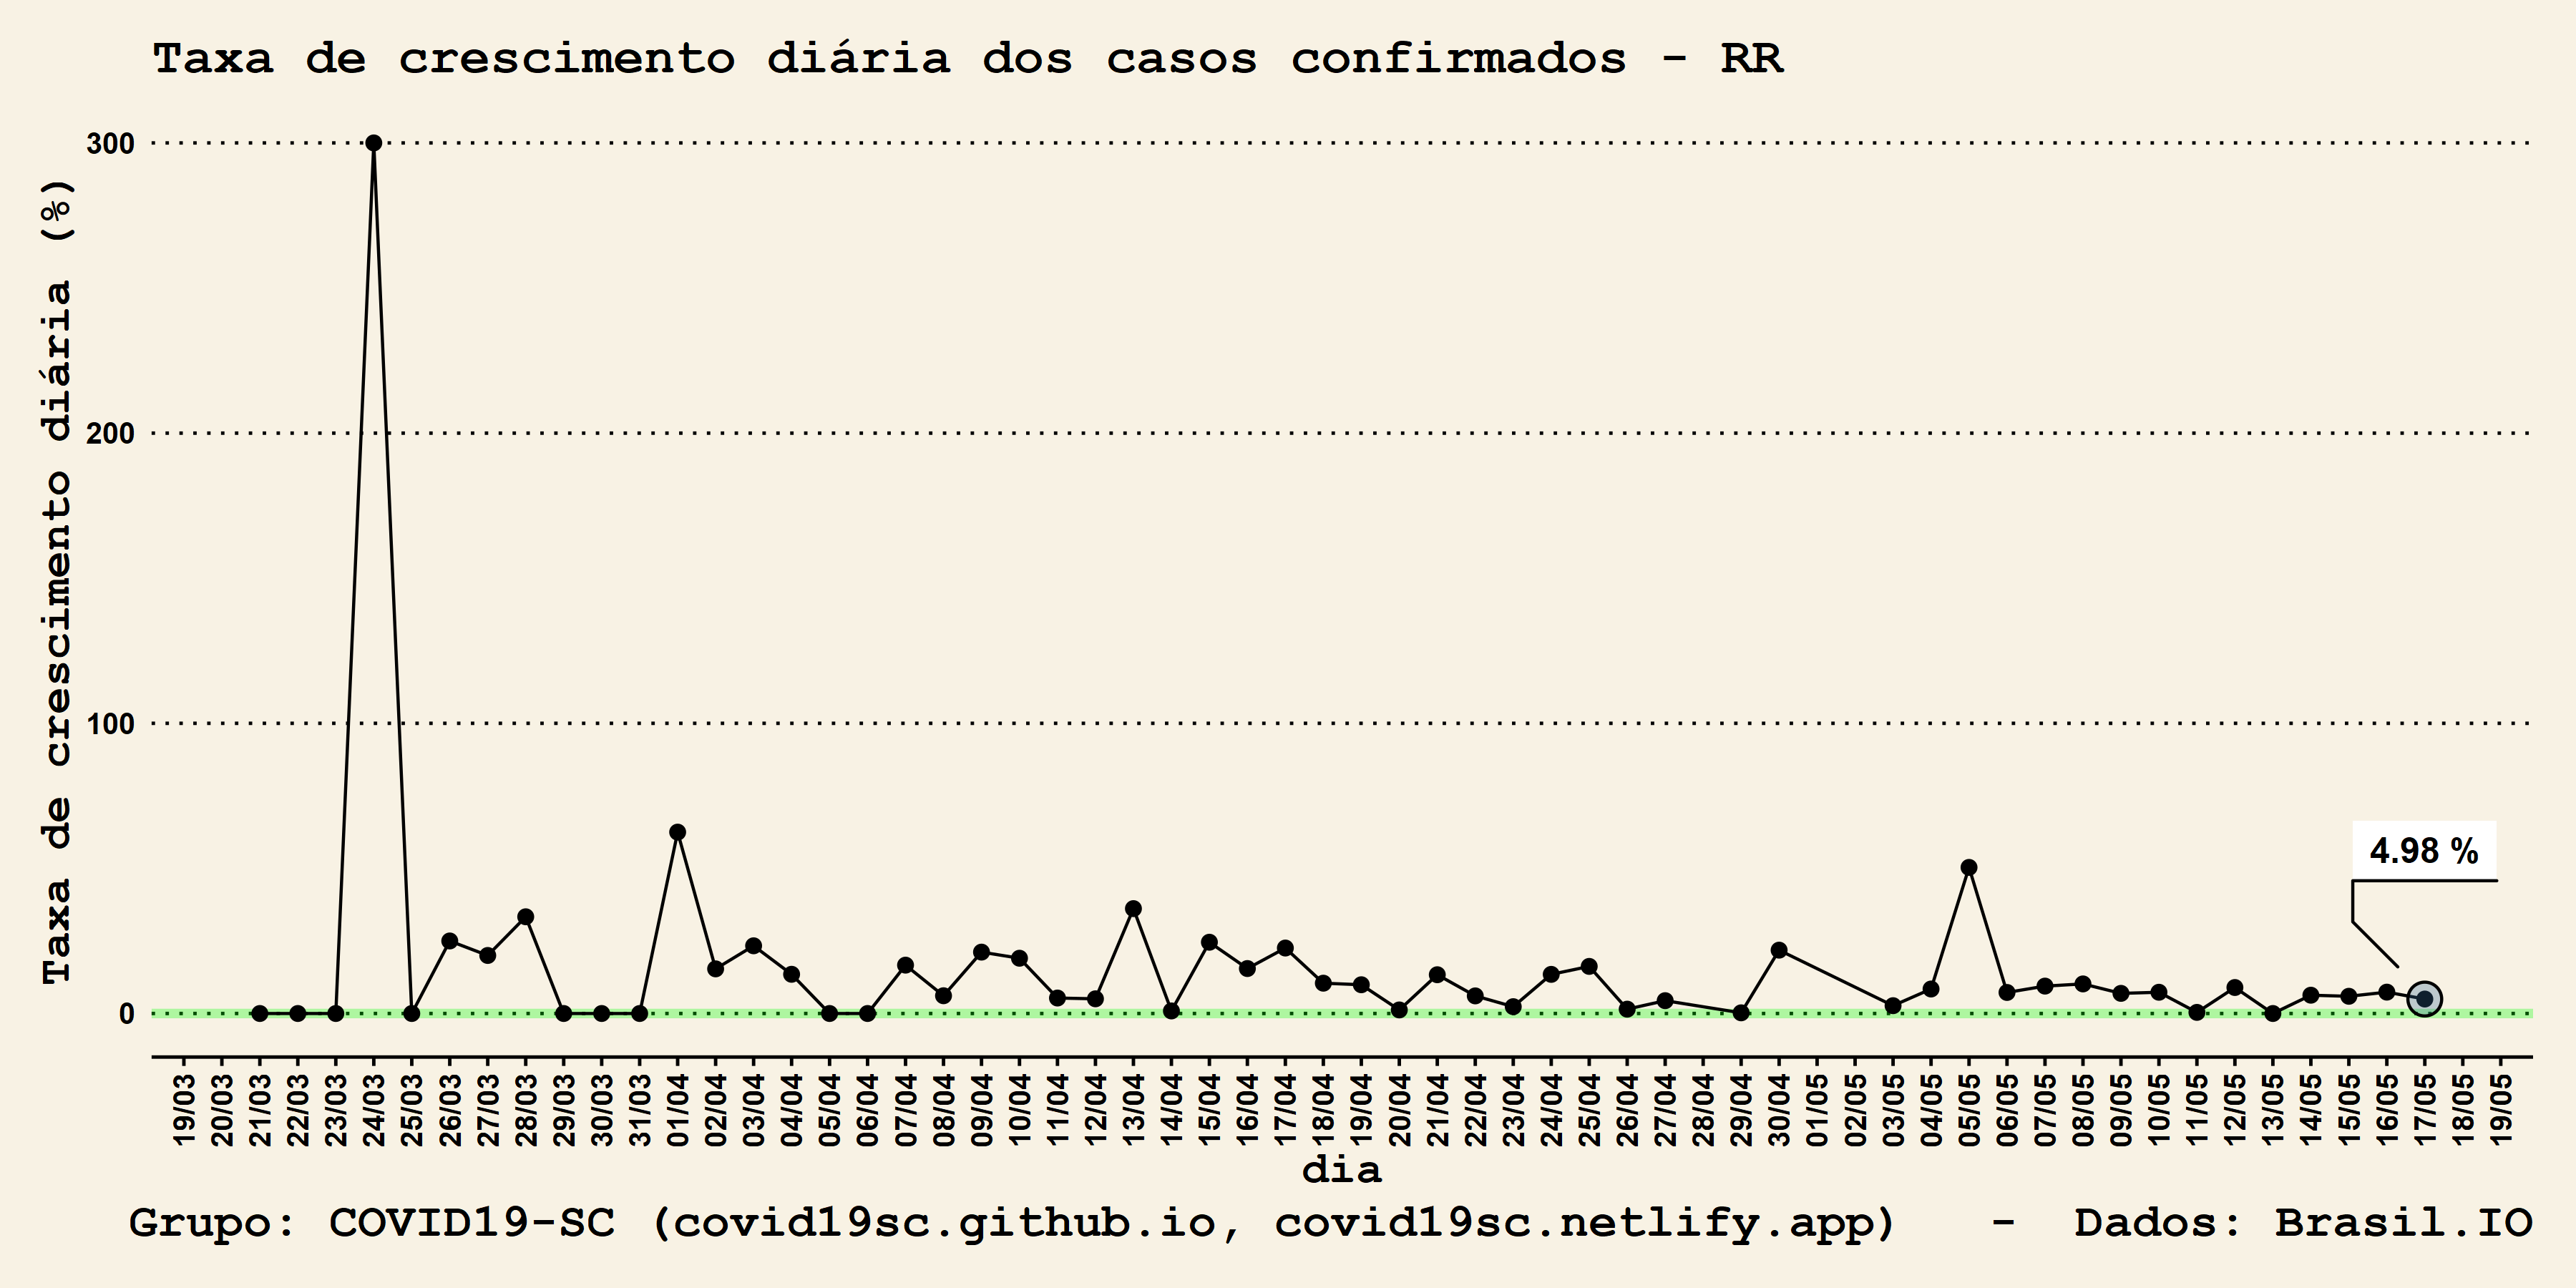 Taxa de crescimento diária dos casos confirmados - RR
Taxa de crescimento diária (%)
300
200
100
0
4.98 %
19/03 20/03 21/03 22/03 23/03 24/03 25/03 26/03 27/03 28/03 29/03 30/03 31/03 01/04 02/04 03/04 04/04 05/04 06/04 07/04 08/04 09/04 10/04 11/04 12/04 13/04 14/04 15/04 16/04 17/04 18/04 19/04 20/04 21/04 22/04 23/04 24/04 25/04 26/04 27/04 28/04 29/04 30/04 01/05 02/05 03/05 04/05 05/05 06/05 07/05 08/05 09/05 10/05 11/05 12/05 13/05 14/05 15/05 16/05 17/05 18/05 19/05
dia
Grupo: COVID19-SC (covid19sc.github.io, covid19sc.netlify.app) - Dados: Brasil.IO